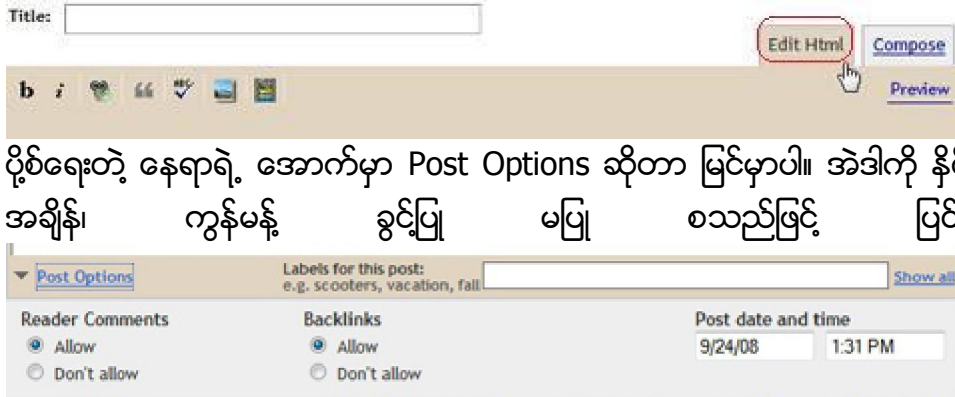 Title:
Edit Html Compose
b i Preview
ပို့စ်ရေးတဲ့ နေရာရဲ့ အောက်မှာ Post Options ဆိုတာ မြင်မှာပါ။ အဲဒါကို
အချိန်၊ ကွန်မန့် ခွင့်ပြု မပြု စသည်ဖြင့်
Post Options Labels for this post:
e.g. scooters, vacation, fall Show all
Reader Comments Backlinks Post date and time
Allow Allow 9/24/08 1:31 PM
Don't allow Don't allow